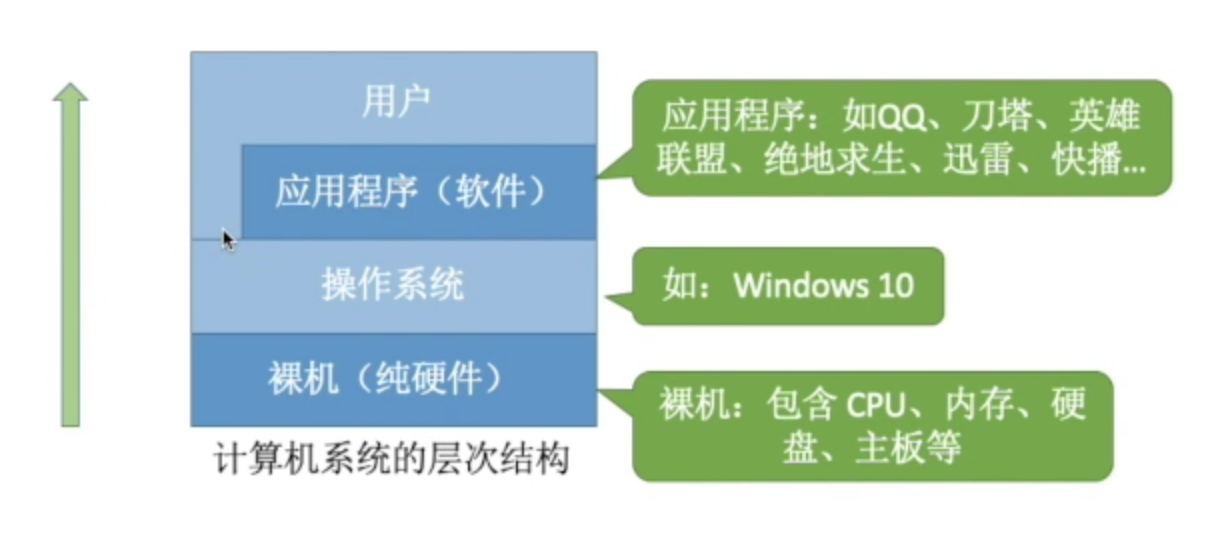 用户
应用程序（软件）
操作系统
裸机（纯硬件）
计算机系统的层次结构
应用程序：如QQ、刀塔、英雄
联盟、绝地求生、迅雷、快播...
如：Windows 10
裸机：包含 CPU、内存、硬
盘、主板等